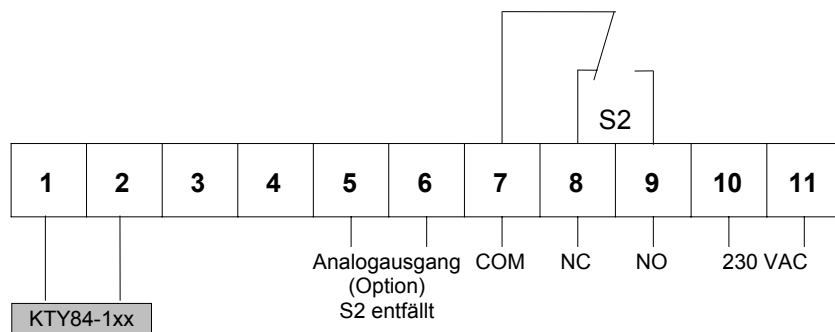 S2
1 2 3 4 5 6 7 8 9 10 11
Analogausgang COM NC NO 230 VAC
(Option)
S2 entfällt
KTY84-1xx